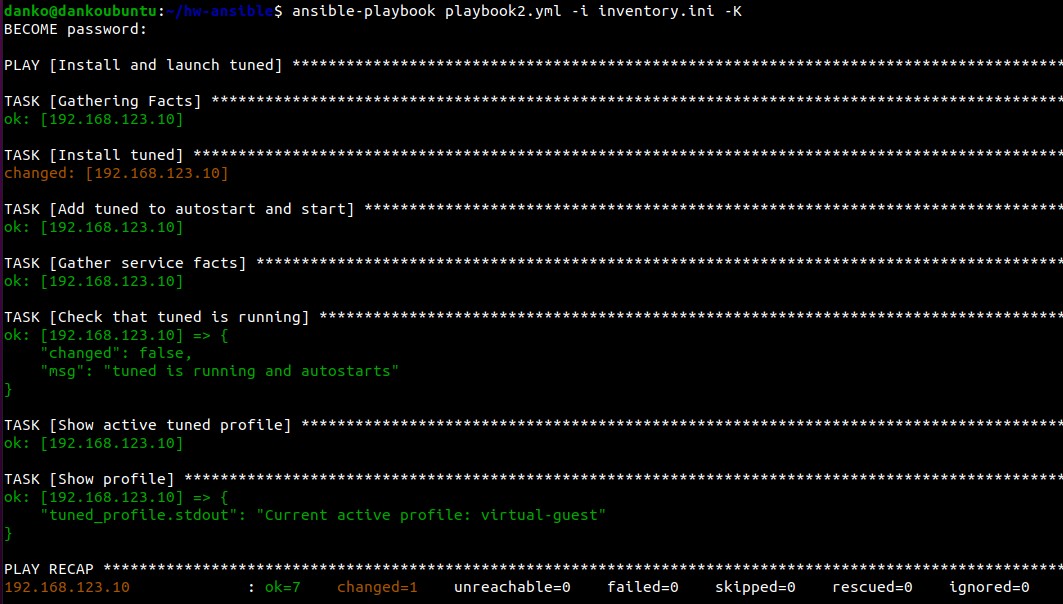 danko@dankoubuntu:~/hw-ansible$ ansible-playbook playbook2.yml -i inventory.ini -K
BECOME password:
PLAY [Install and launch tuned] **************************************************************************************
TASK [Gathering Facts] ***********************************************************************************************
ok: [192.168.123.10]
TASK [Install tuned] *************************************************************************************************
changed: [192.168.123.10]
TASK [Add tuned to autostart and start] ******************************************************************************
ok: [192.168.123.10]
TASK [Gather service facts] ******************************************************************************************
ok: [192.168.123.10]
TASK [Check that tuned is running] ***********************************************************************************
ok: [192.168.123.10] => {
    "changed": false,
    "msg": "tuned is running and autostarts"
}
TASK [Show active tuned profile] *************************************************************************************
ok: [192.168.123.10]
TASK [Show profile] **************************************************************************************************
ok: [192.168.123.10] => {
    "tuned_profile.stdout": "Current active profile: virtual-guest"
}
PLAY RECAP ***********************************************************************************************************
192.168.123.10             : ok=7    changed=1    unreachable=0    failed=0    skipped=0    rescued=0    ignored=0